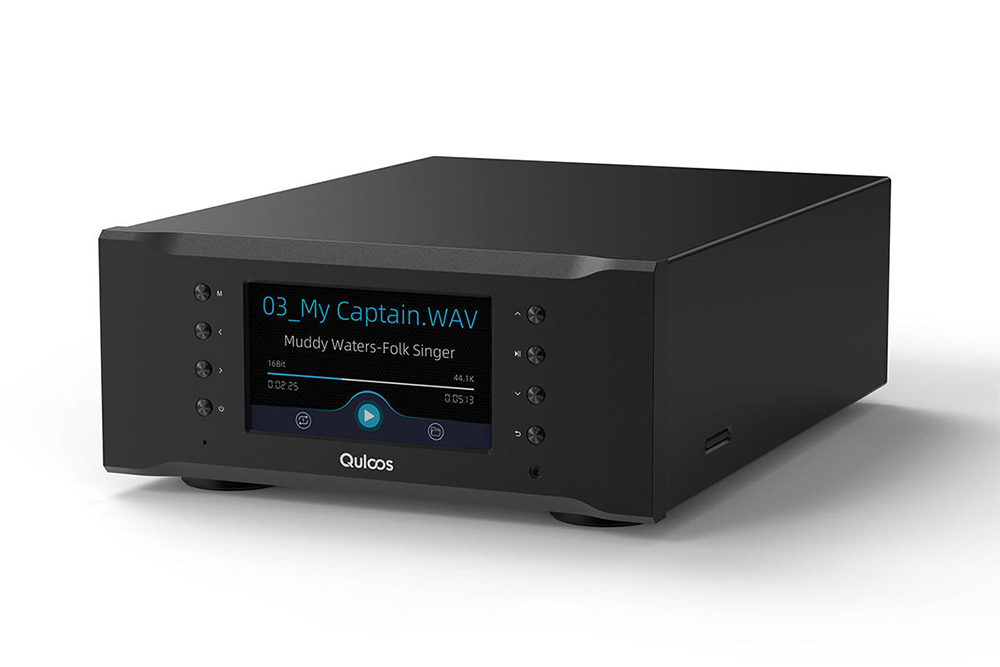 M
03_My Captain.WAV
Muddy Waters-Folk Singer
16Bit
44.1K
0:02:25
0:05:13
Quloos